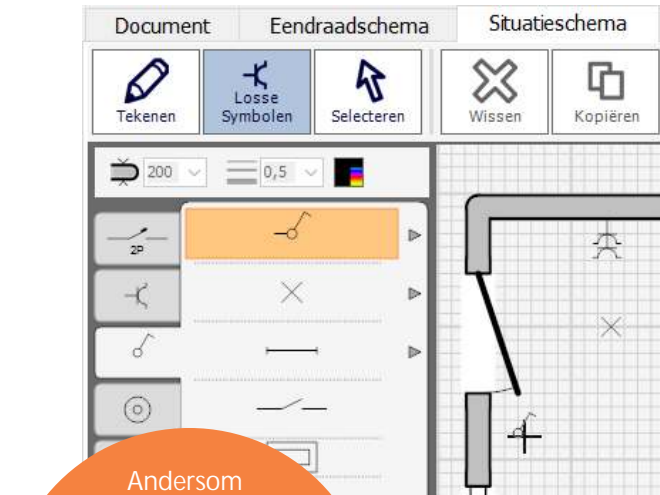 Document Eendraadschema Situatieschema
Tekenen
Losse
Symbolen
Selecteren
Wissen
Kopiëren
200 0,5
2P
Andersom